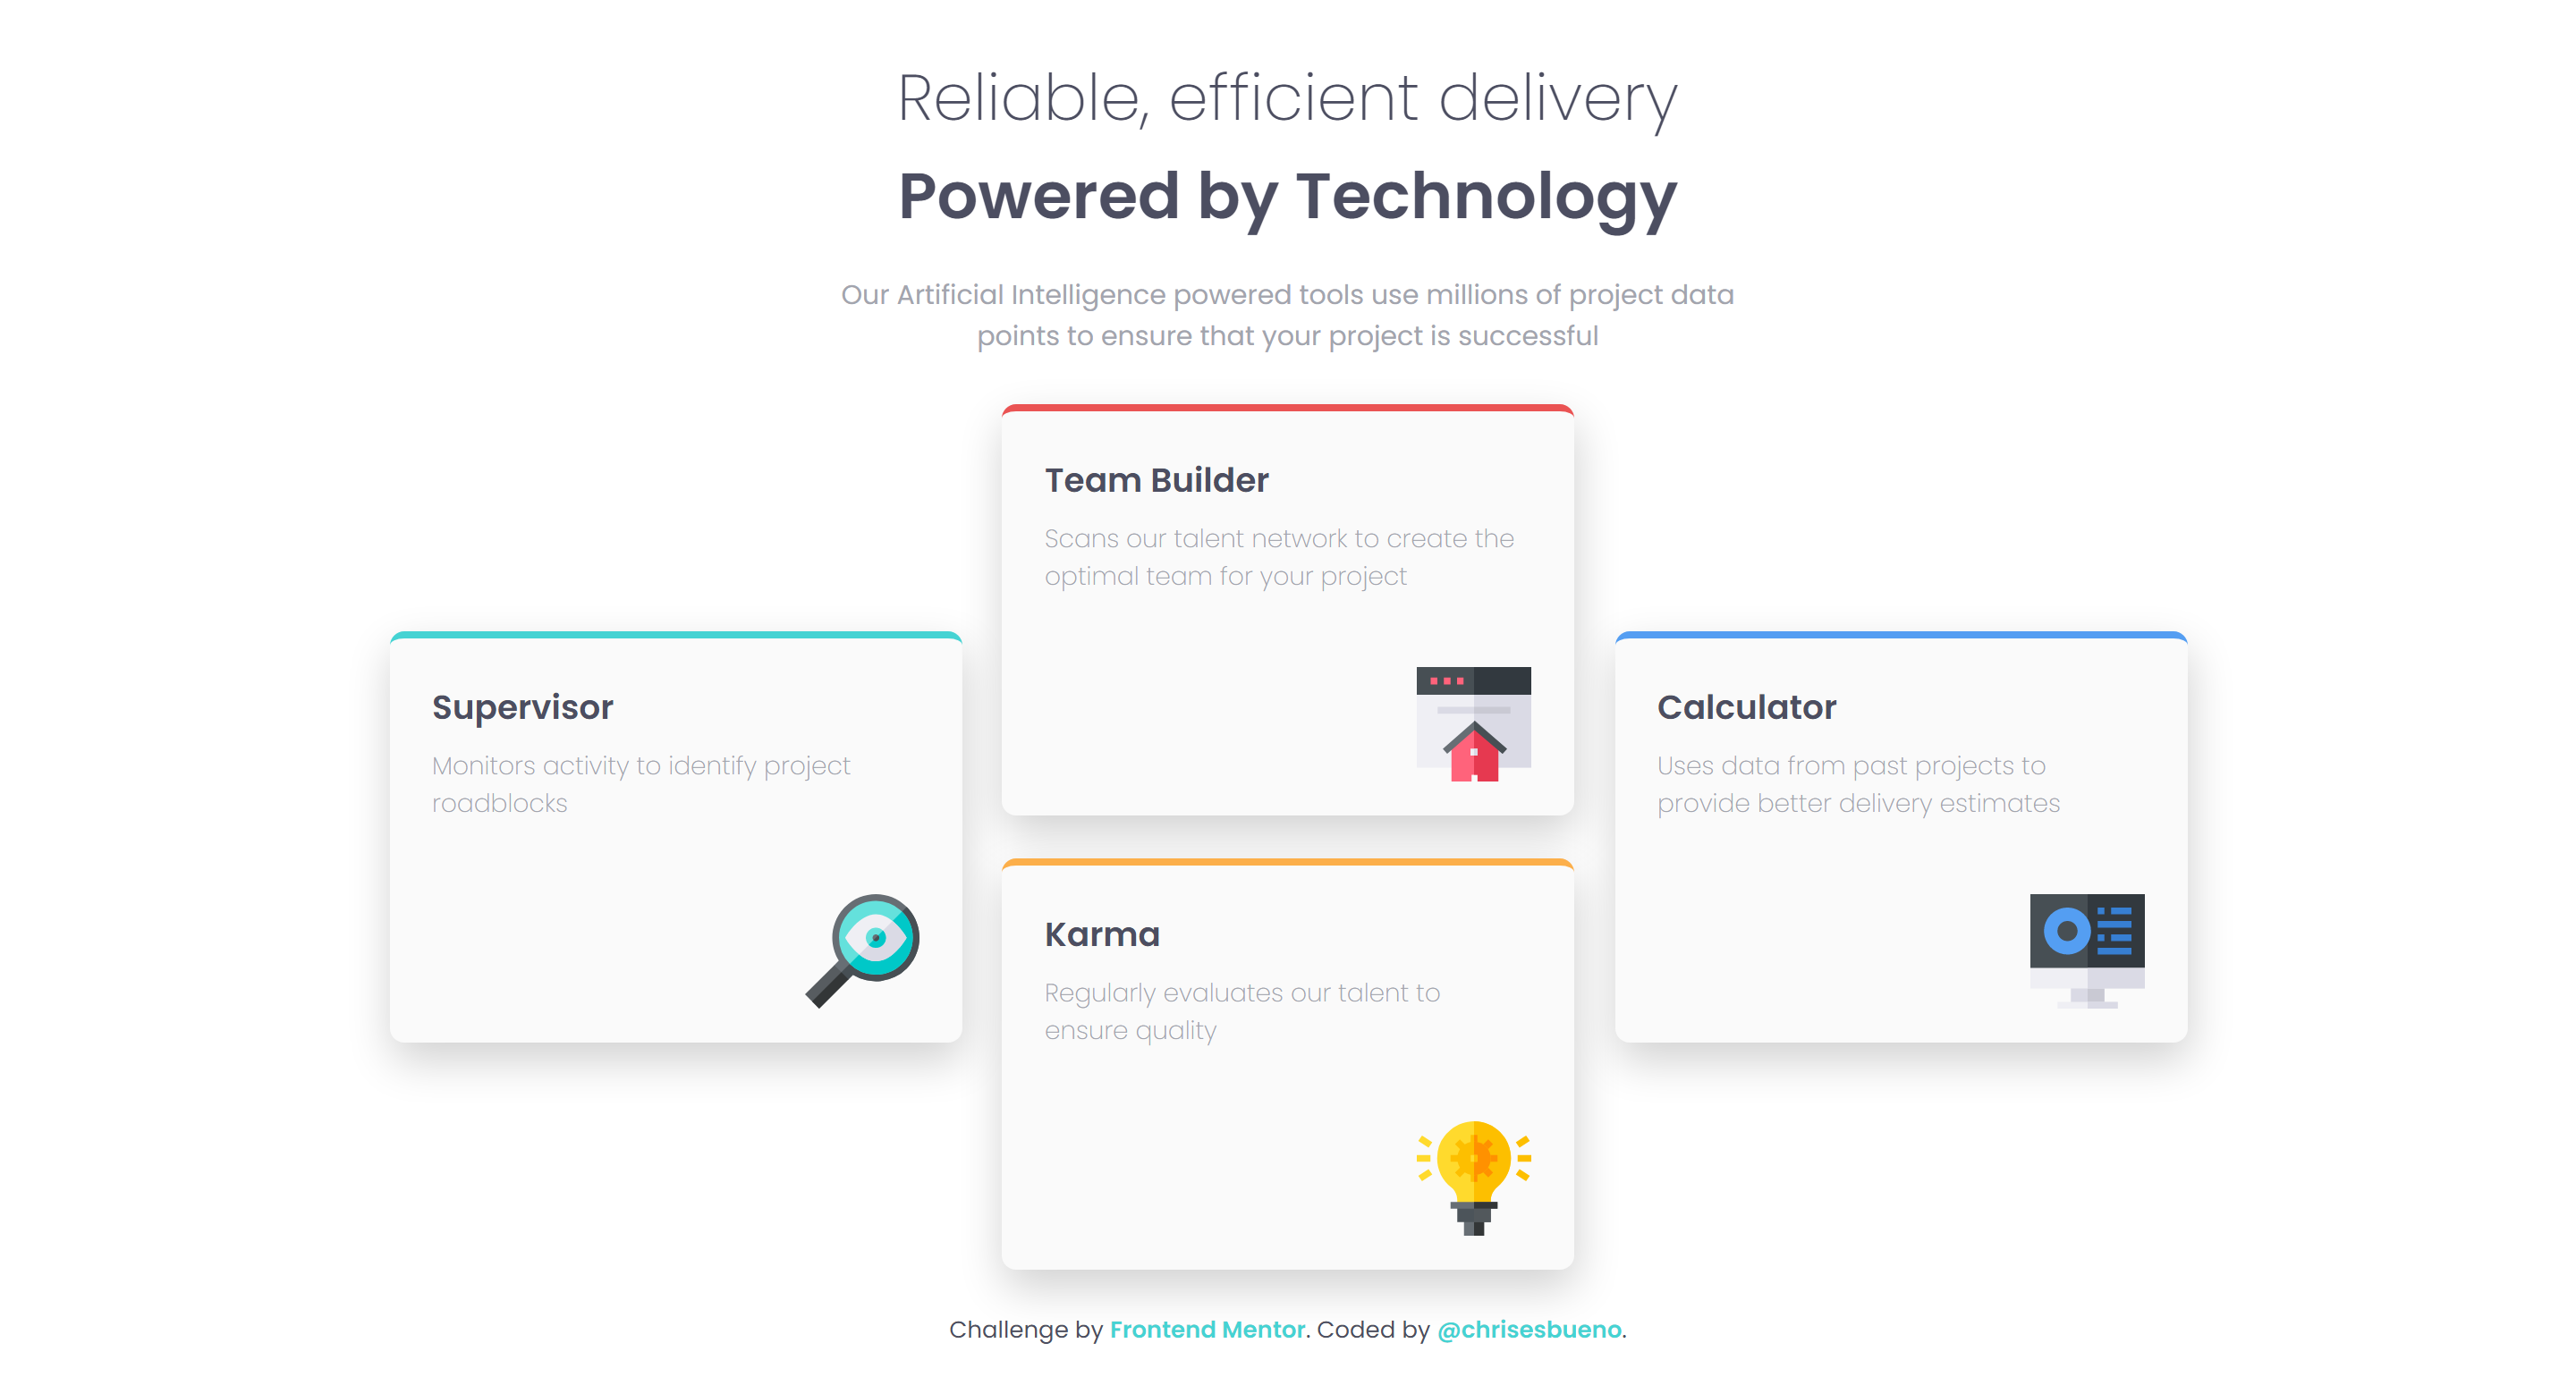 Reliable, efficient delivery
Powered by Technology
Our Artificial Intelligence powered tools use millions of project data
points to ensure that your project is successful
Team Builder
Scans our talent network to create the
optimal team for your project
Supervisor
Monitors activity to identify project
roadblocks
Calculator
Uses data from past projects to
provide better delivery estimates
Karma
Regularly evaluates our talent to
ensure quality
Challenge by Frontend Mentor. Coded by @chrisesbueno.